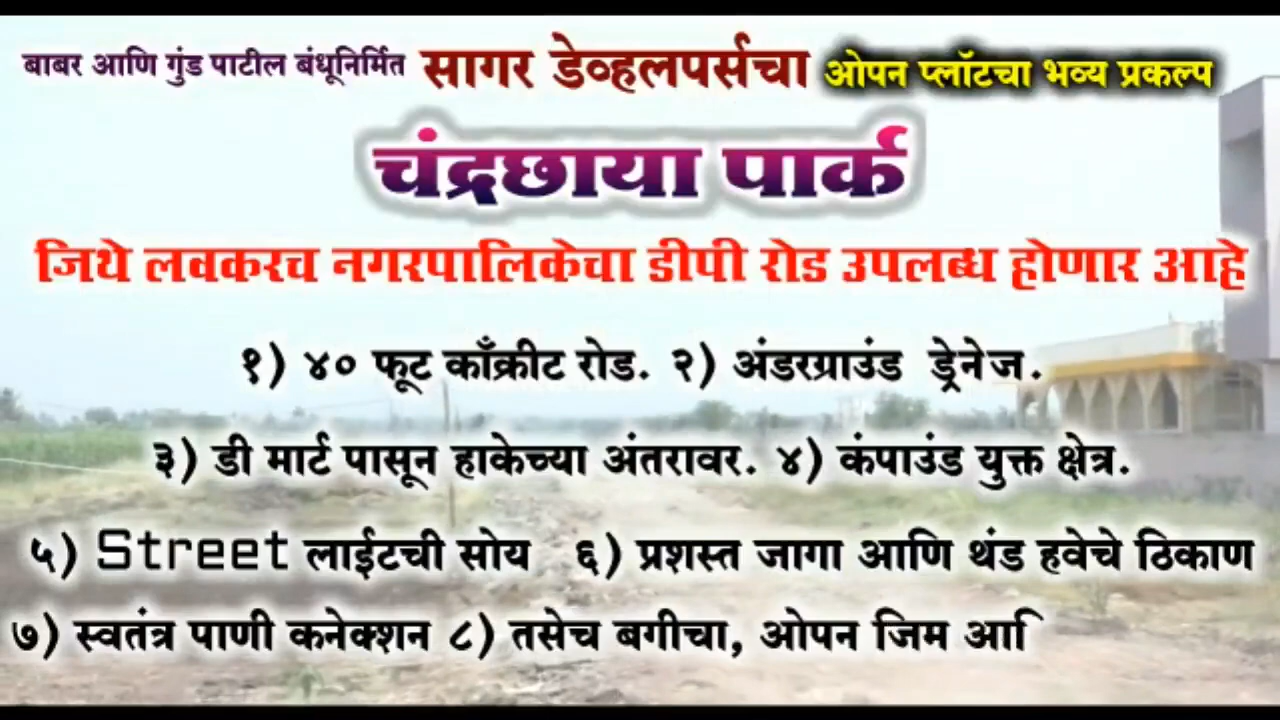 बाबर आणि गुंड पाटील बंधूनिर्मित सागर डेव्हलपर्सचा ओपन प्लॉटचा भव्य प्रकल्प
चंद्रछाया पार्क
जिथे लवकरच नगरपालिकेचा डीपी रोड उपलब्ध होणार आहे
१) ४० फूट काँक्रीट रोड. २) अंडरग्राउंड ड्रेनेज.
३) डी मार्ट पासून हाकेच्या अंतरावर. ४) कंपाउंड युक्त क्षेत्र.
५) Street लाईटची सोय ६) प्रशस्त जागा आणि थंड हवेचे ठिकाण
७) स्वतंत्र पाणी कनेक्शन ८) तसेच बगीचा, ओपन जिम